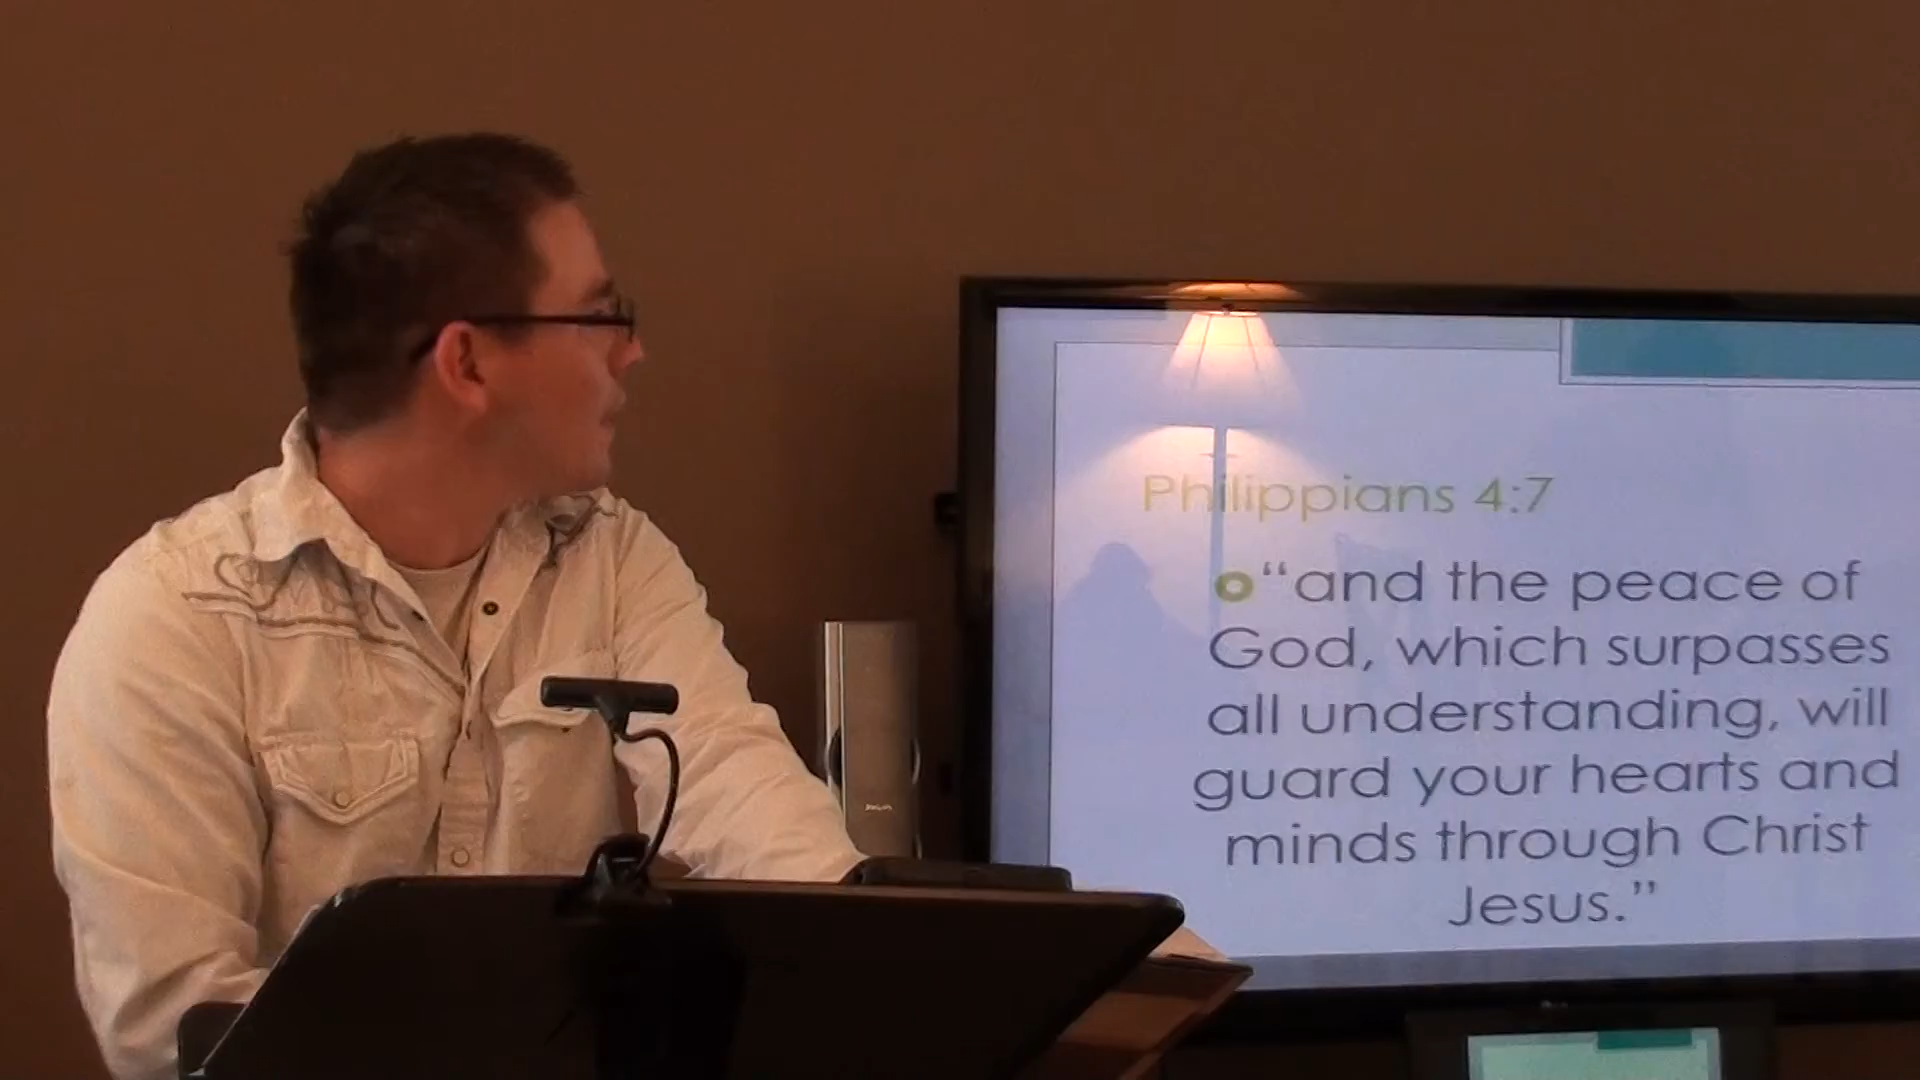 Philippians 4:7
“and the peace of
God, which surpasses
all understanding, will
guard your hearts and
minds through Christ
Jesus.”
PHILIPS